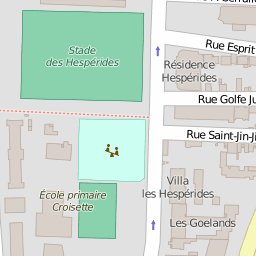 Stade
des Hespérides
Rue Esprit
Résidence
Hespérides
Rue Golfe
Rue Saint-Jin-Ji
École primaire
Croisette
Villa
les Hespérides
Les Goelands